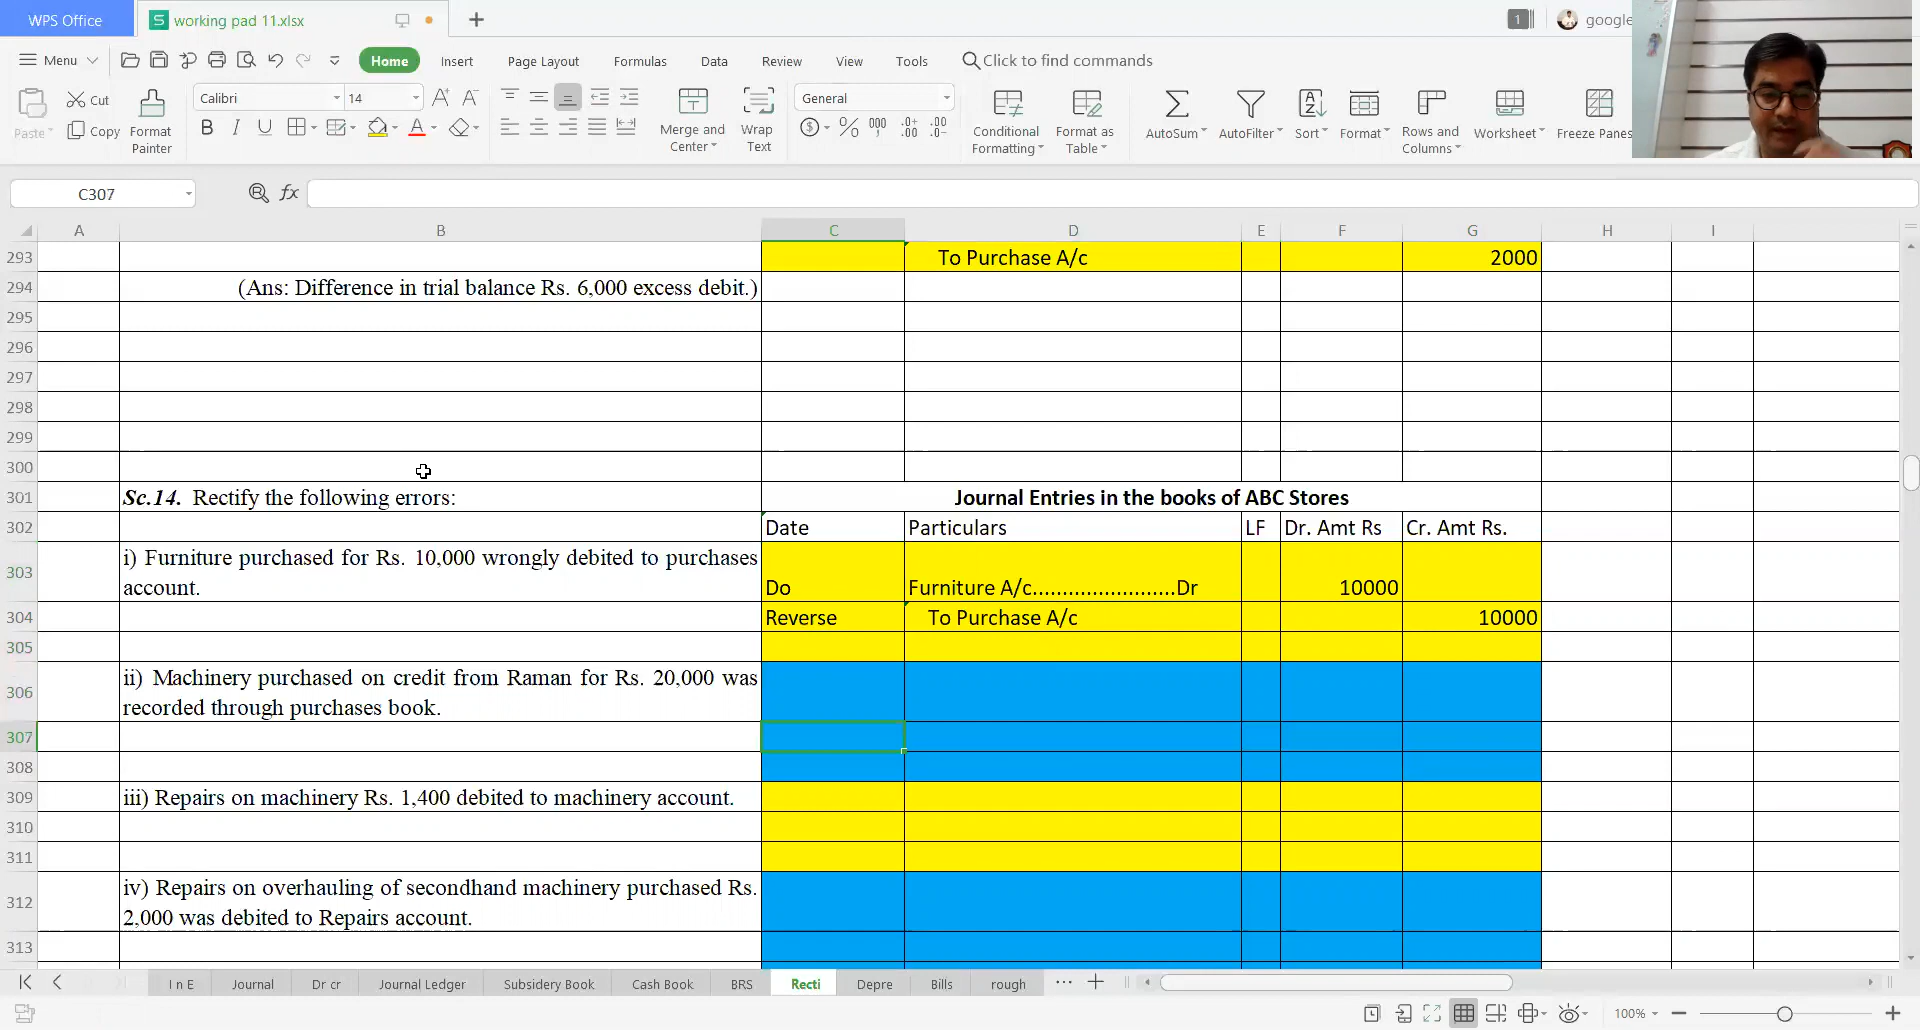 WPS Office
working pad 11.xlsx
1
google
Menu
Home
Insert
Page Layout
Formulas
Data
Review
View
Tools
Click to find commands
Paste
Cut
Copy
Format
Painter
Calibri
14
Merge and
Center
Wrap
Text
General
Conditional
Formatting
Format as
Table
AutoSum
AutoFilter
Sort
Format
Rows and
Columns
Worksheet
Freeze Panes
C307
A B C D E F G H I
293 To Purchase A/c 2000
294 (Ans: Difference in trial balance Rs. 6,000 excess debit.)
295
296
297
298
299
300
301 Sc.14. Rectify the following errors: Journal Entries in the books of ABC Stores
302 Date Particulars LF Dr. Amt Rs Cr. Amt Rs.
i) Furniture purchased for Rs. 10,000 wrongly debited to purchases
303 account. Do Furniture A/c........................Dr 10000
304 Reverse To Purchase A/c 10000
305
ii) Machinery purchased on credit from Raman for Rs. 20,000 was
306 recorded through purchases book.
307
308
309 iii) Repairs on machinery Rs. 1,400 debited to machinery account.
310
311
iv) Repairs on overhauling of secondhand machinery purchased Rs.
312 2,000 was debited to Repairs account.
313
I n E
Journal
Dr cr
Journal Ledger
Subsidery Book
Cash Book
BRS
Recti
Depre
Bills
rough
100%